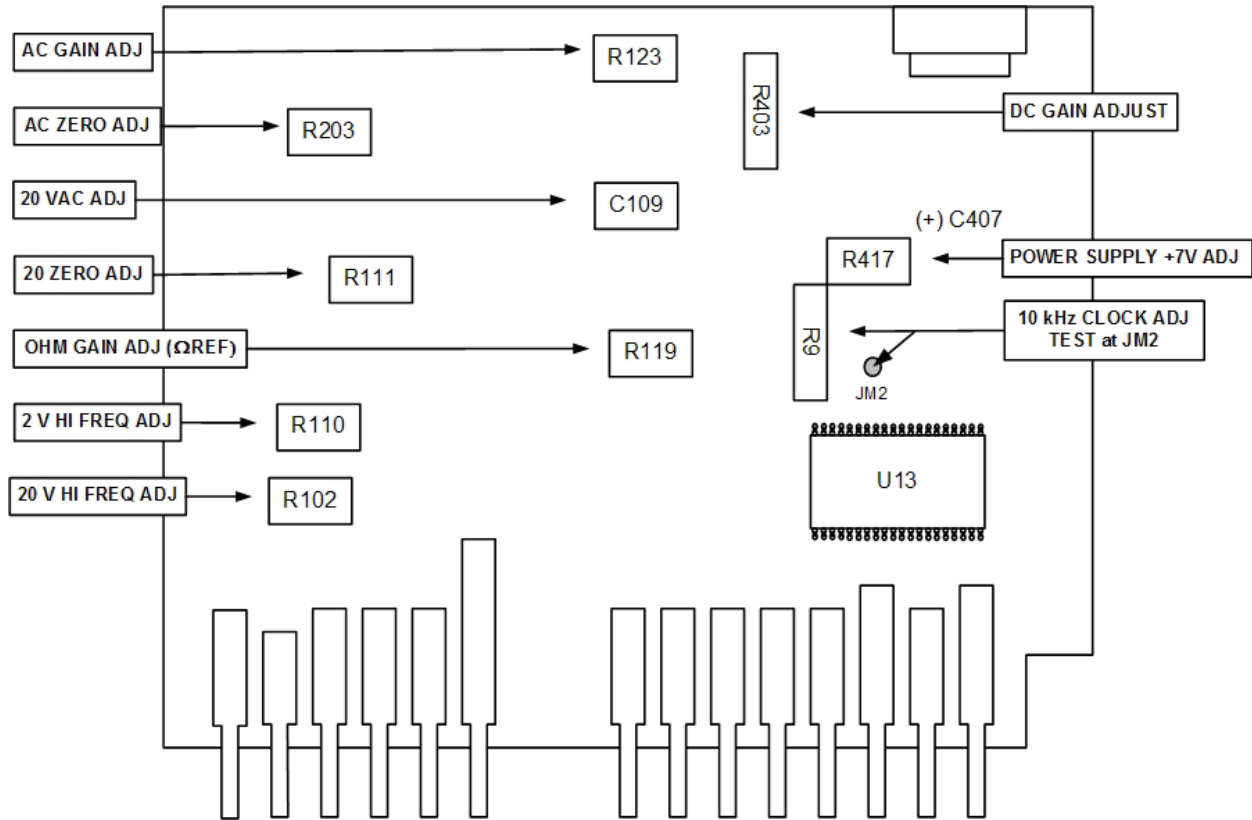 AC GAIN ADJ
R123
R403
DC GAIN ADJUST
AC ZERO ADJ
R203
20 VAC ADJ
C109
(+) C407
20 ZERO ADJ
R111
R417
POWER SUPPLY +7V ADJ
OHM GAIN ADJ (ΩREF)
R119
R9
10 kHz CLOCK ADJ
TEST at JM2
JM2
2 V HI FREQ ADJ
R110
U13
20 V HI FREQ ADJ
R102